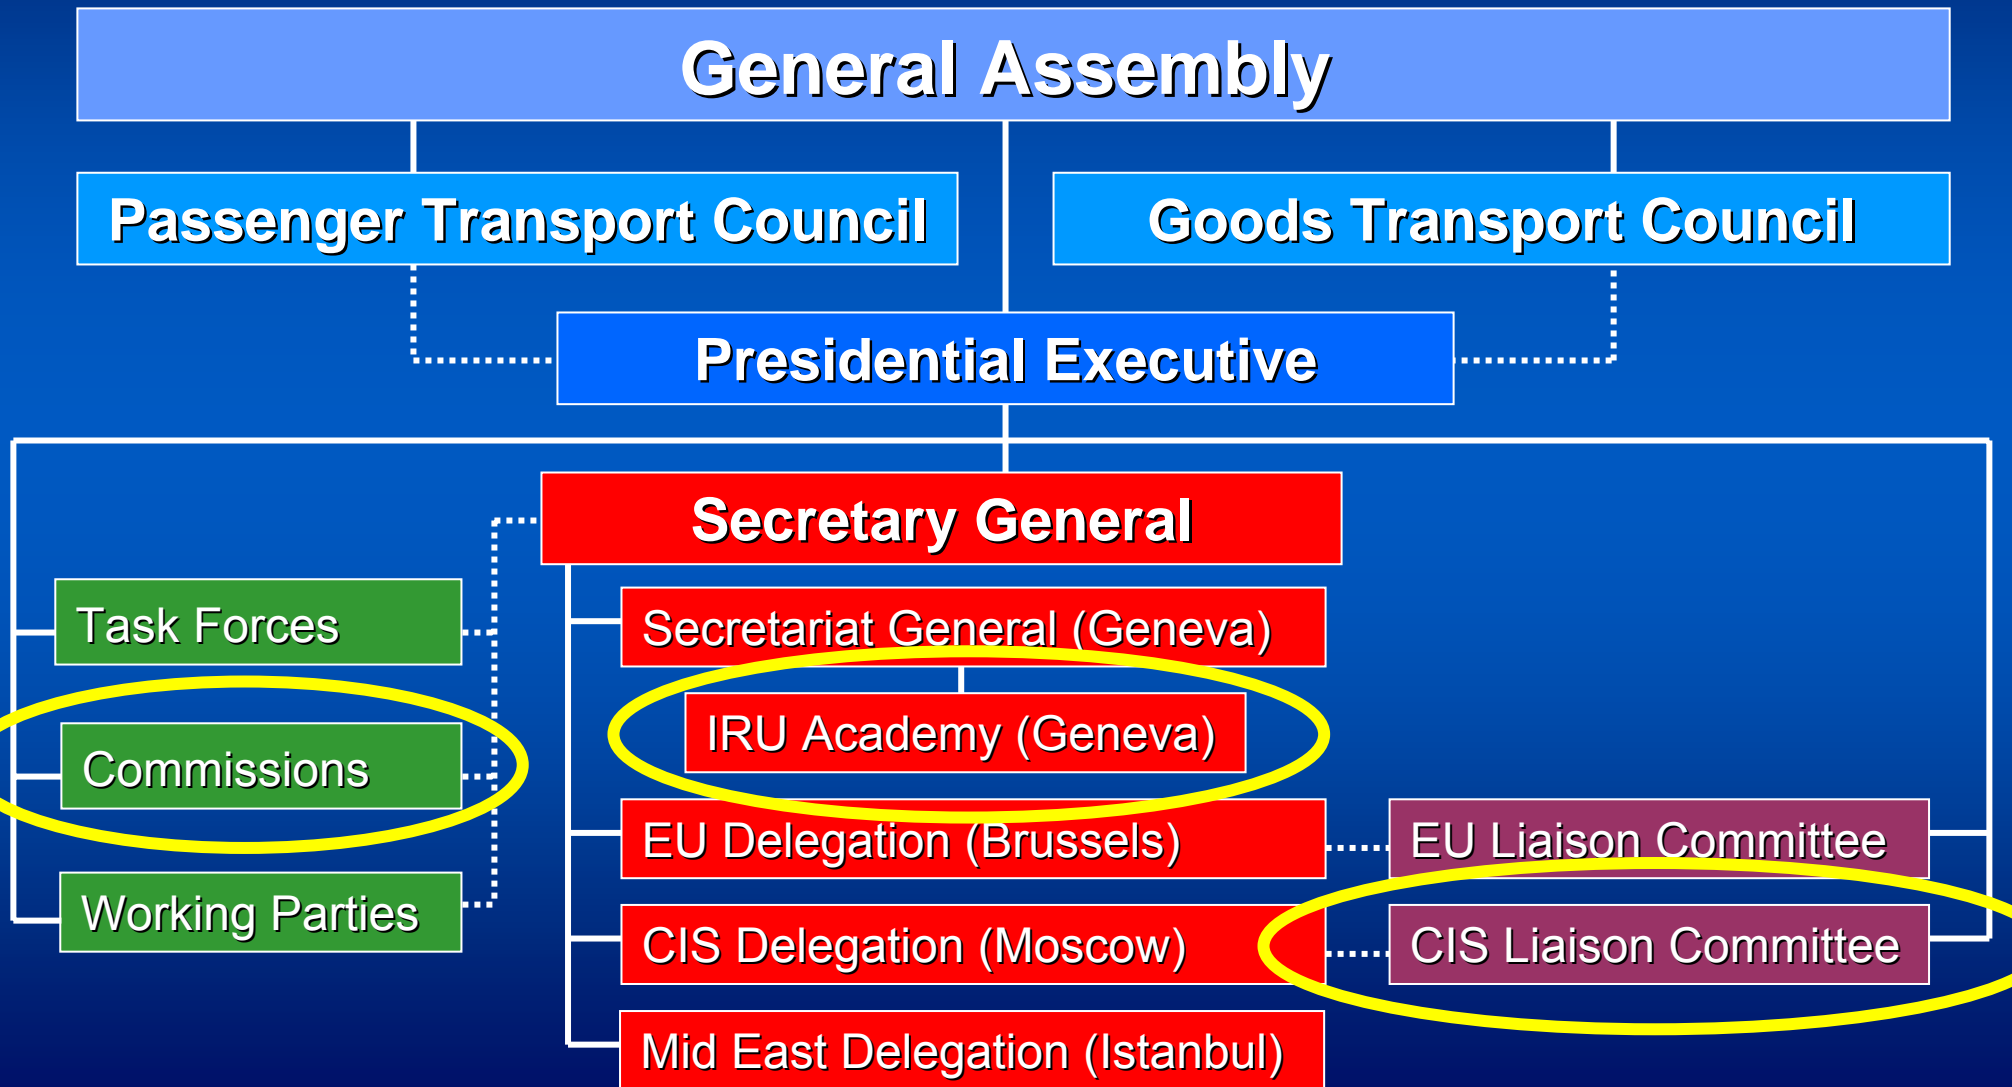 General Assembly
Passenger Transport Council
Goods Transport Council
Presidential Executive
Secretary General
Task Forces
Commissions
Working Parties
Secretariat General (Geneva)
IRU Academy (Geneva)
EU Delegation (Brussels)
EU Liaison Committee
CIS Delegation (Moscow)
CIS Liaison Committee
Mid East Delegation (Istanbul)